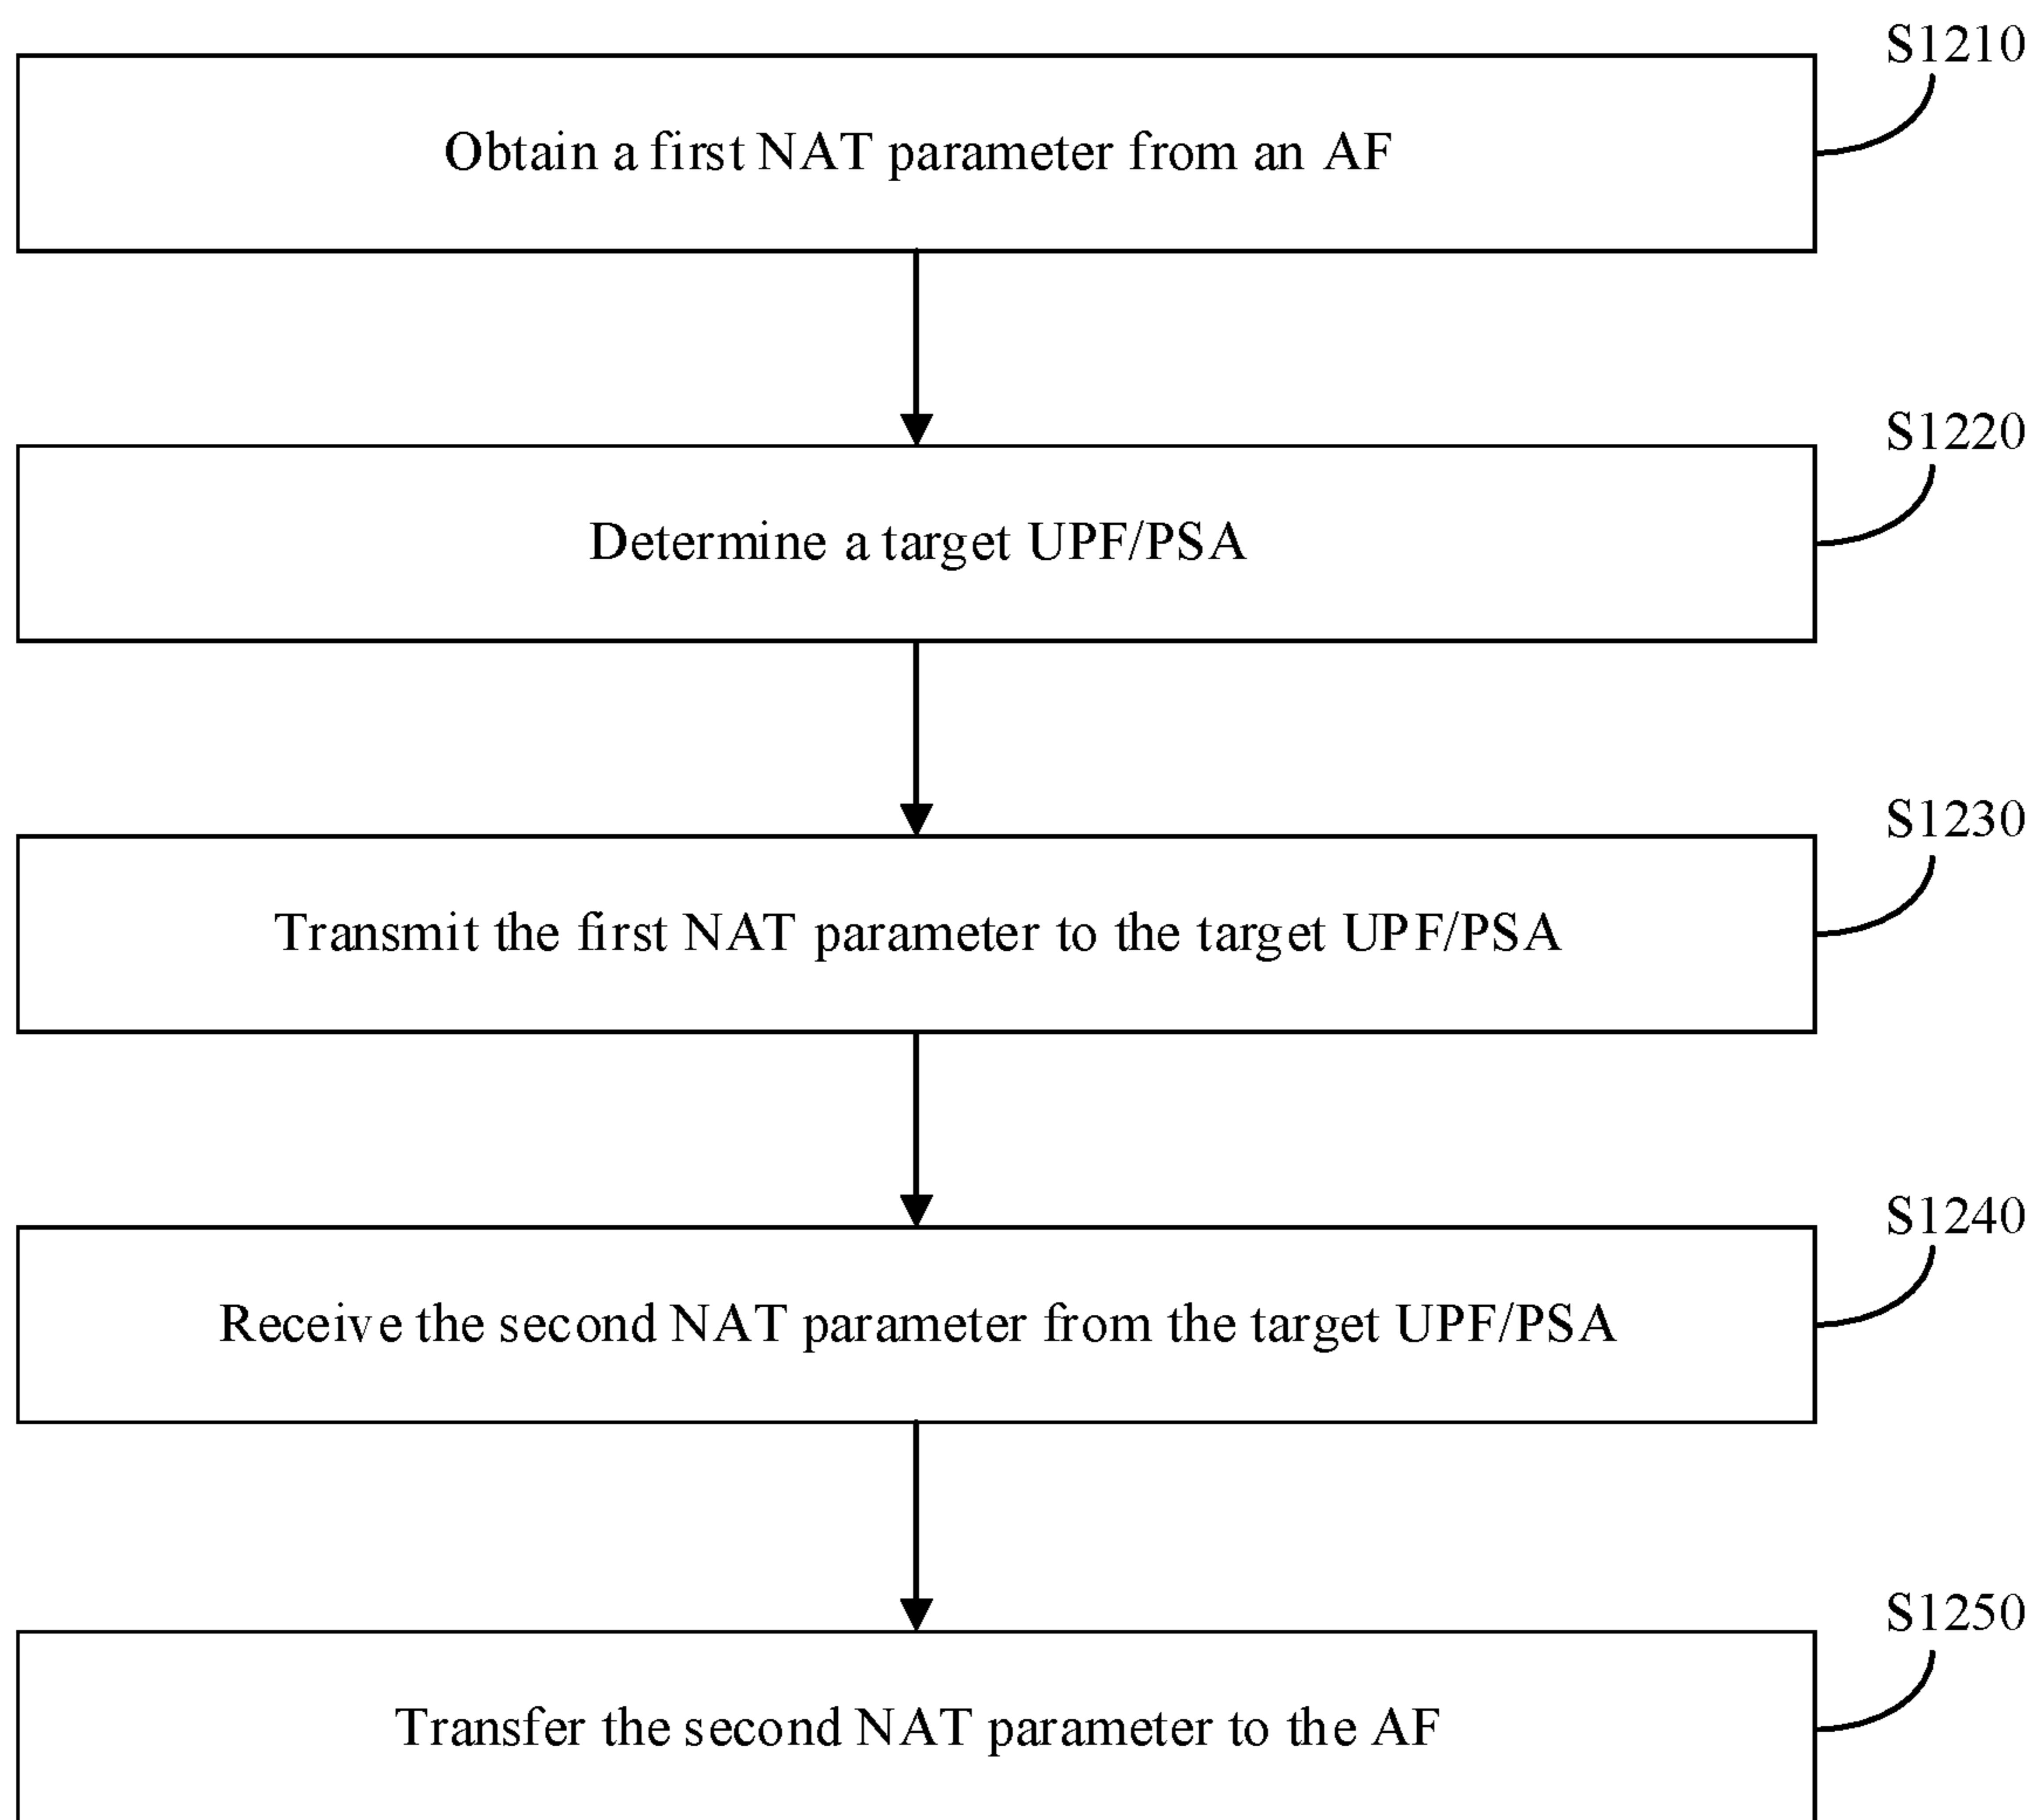 S1210
Obtain a first NAT parameter from an AF
S1220
Determine a target UPF/PSA
S1230
Transmit the first NAT parameter to the target UPF/PSA
S1240
Receive the second NAT parameter from the target UPF/PSA
S1250
Transfer the second NAT parameter to the AF